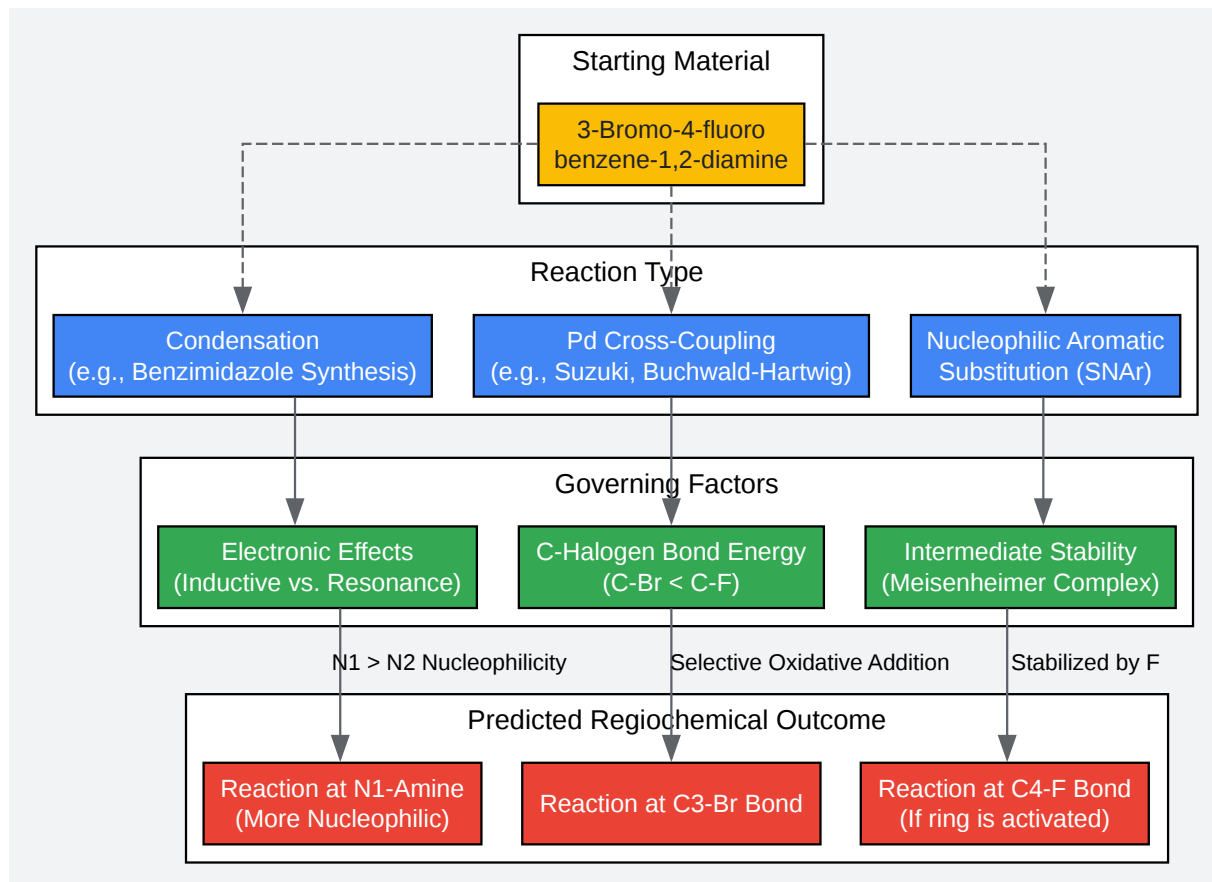 Starting Material
3-Bromo-4-fluoro
benzene-1,2-diamine
Reaction Type
Condensation
(e.g., Benzimidazole Synthesis)
Pd Cross-Coupling
(e.g., Suzuki, Buchwald-Hartwig)
Nucleophilic Aromatic
Substitution (SNAr)
Governing Factors
Electronic Effects
(Inductive vs. Resonance)
C-Halogen Bond Energy
(C-Br < C-F)
Intermediate Stability
(Meisenheimer Complex)
N1 > N2 Nucleophilicity
Selective Oxidative Addition
Stabilized by F
Predicted Regiochemical Outcome
Reaction at N1-Amine
(More Nucleophilic)
Reaction at C3-Br Bond
Reaction at C4-F Bond
(If ring is activated)